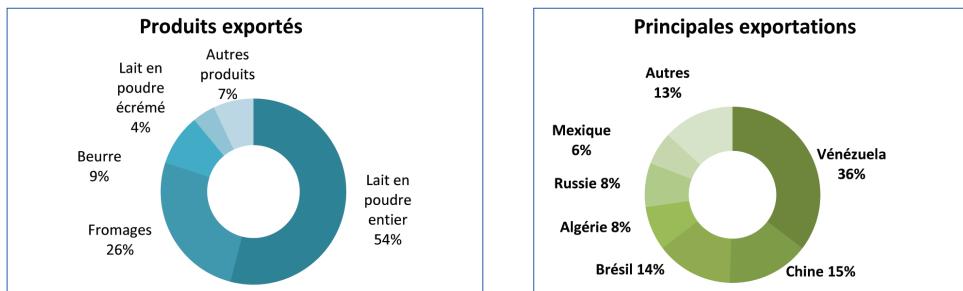 Produits exportés
Autres
produits
7%
Lait en
poudre
écrémé
4%
Beurre
9%
Fromages
26%
Lait en
poudre
entier
54%
Principales exportations
Autres
13%
Mexique
6%
Russie 8%
Algérie 8%
Brésil 14%
Chine 15%
Vénézuela
36%